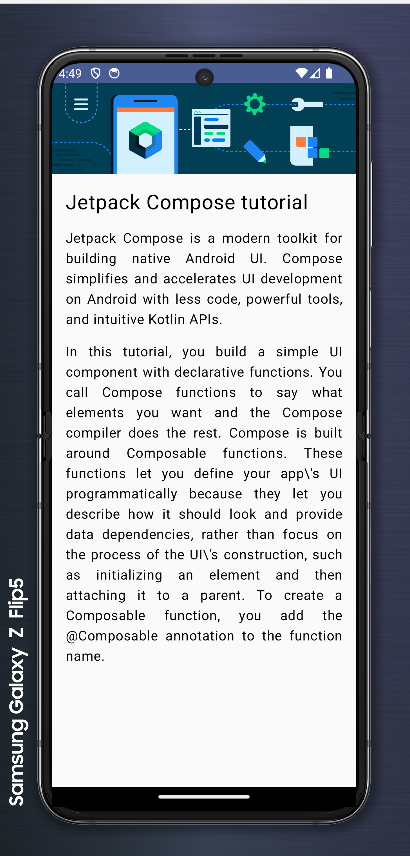 4:49
Jetpack Compose tutorial
Jetpack Compose is a modern toolkit for
building native Android UI. Compose
simplifies and accelerates UI development
on Android with less code, powerful tools,
and intuitive Kotlin APIs.
In this tutorial, you build a simple UI
component with declarative functions. You
call Compose functions to say what
elements you want and the Compose
compiler does the rest. Compose is built
around Composable functions. These
functions let you define your app\'s UI
programmatically because they let you
describe how it should look and provide
data dependencies, rather than focus on
the process of the UI\'s construction, such
as initializing an element and then
attaching it to a parent. To create a
Composable function, you add the
@Composable annotation to the function
name.
Samsung Galaxy Z Flip5